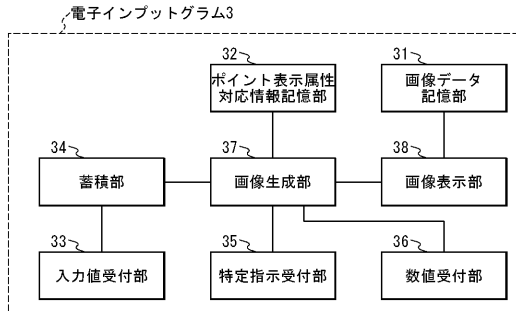 電子インプットグラム3
32
ポイント表示属性
対応情報記憶部
31
画像データ
記憶部
34
蓄積部
37
画像生成部
38
画像表示部
33
入力値受付部
35
特定指示受付部
36
数値受付部